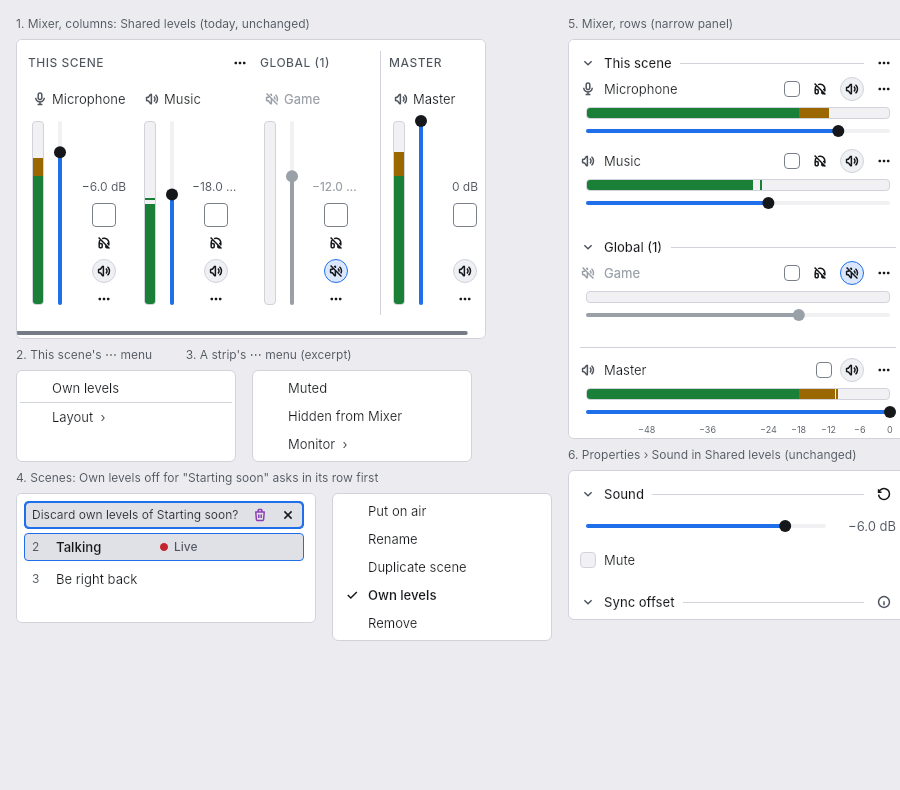 1. Mixer, columns: Shared levels (today, unchanged)
THIS SCENE ··· GLOBAL (1) MASTER
Microphone Music Game Master
−6.0 dB −18.0 ... −12.0 ... 0 dB
2. This scene's ··· menu
Own levels
Layout ›
3. A strip's ··· menu (excerpt)
Muted
Hidden from Mixer
Monitor ›
4. Scenes: Own levels off for "Starting soon" asks in its row first
Discard own levels of Starting soon?
2 Talking Live
3 Be right back
Put on air
Rename
Duplicate scene
Own levels
Remove
5. Mixer, rows (narrow panel)
This scene
Microphone
Music
Global (1)
Game
Master
−48 −36 −24 −18 −12 −6 0
6. Properties › Sound in Shared levels (unchanged)
Sound
−6.0 dB
Mute
Sync offset